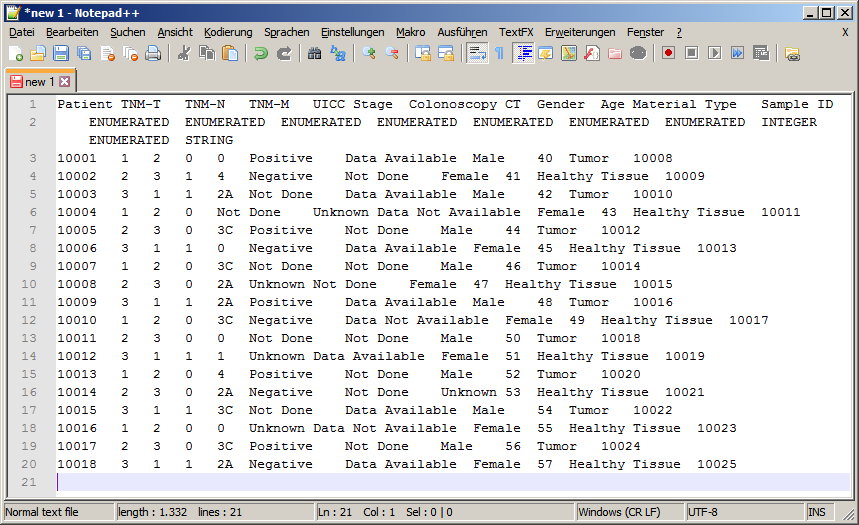 *new 1 - Notepad++
Datei Bearbeiten Suchen Ansicht Kodierung Sprachen Einstellungen Makro Ausführen TextFX Erweiterungen Fenster ? X
new 1
1 Patient TNM-T TNM-N TNM-M UICC Stage Colonoscopy CT Gender Age Material Type Sample ID
2 ENUMERATED ENUMERATED ENUMERATED ENUMERATED ENUMERATED ENUMERATED ENUMERATED INTEGER
ENUMERATED STRING
3 10001 1 2 0 0 Positive Data Available Male 40 Tumor 10008
4 10002 2 3 1 4 Negative Not Done Female 41 Healthy Tissue 10009
5 10003 3 1 1 2A Not Done Data Available Male 42 Tumor 10010
6 10004 1 2 0 Not Done Unknown Data Not Available Female 43 Healthy Tissue 10011
7 10005 2 3 0 3C Positive Not Done Male 44 Tumor 10012
8 10006 3 1 1 0 Negative Data Available Female 45 Healthy Tissue 10013
9 10007 1 2 0 3C Not Done Not Done Male 46 Tumor 10014
10 10008 2 3 0 2A Unknown Not Done Female 47 Healthy Tissue 10015
11 10009 3 1 1 2A Positive Data Available Male 48 Tumor 10016
12 10010 1 2 0 3C Negative Data Not Available Female 49 Healthy Tissue 10017
13 10011 2 3 0 0 Not Done Not Done Male 50 Tumor 10018
14 10012 3 1 1 1 Unknown Data Available Female 51 Healthy Tissue 10019
15 10013 1 2 0 4 Positive Not Done Male 52 Tumor 10020
16 10014 2 3 0 2A Negative Not Done Unknown 53 Healthy Tissue 10021
17 10015 3 1 1 3C Not Done Data Available Male 54 Tumor 10022
18 10016 1 2 0 0 Unknown Data Not Available Female 55 Healthy Tissue 10023
19 10017 2 3 0 3C Positive Not Done Male 56 Tumor 10024
20 10018 3 1 1 2A Negative Data Available Female 57 Healthy Tissue 10025
21
Normal text file length : 1.332 lines : 21 Ln : 21 Col : 1 Sel : 0 | 0 Windows (CR LF) UTF-8 INS